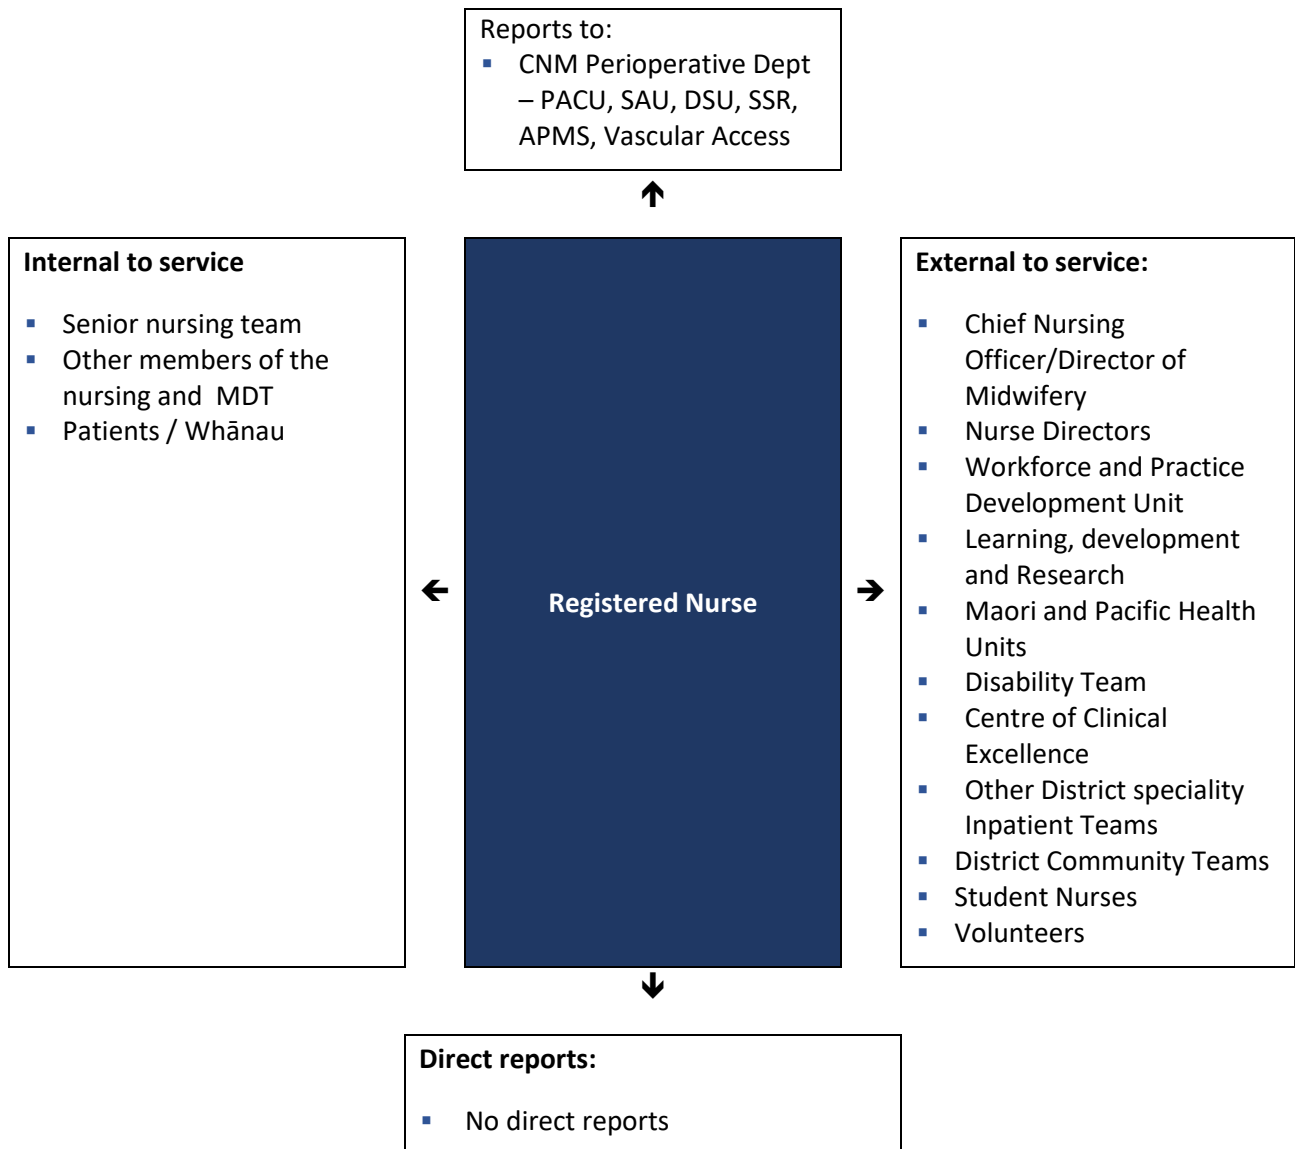 Reports to:
▪ CNM Perioperative Dept
– PACU, SAU, DSU, SSR,
APMS, Vascular Access
Internal to service
▪ Senior nursing team
▪ Other members of the
nursing and  MDT
▪ Patients / Whānau
Registered Nurse
External to service:
▪ Chief Nursing
Officer/Director of
Midwifery
▪ Nurse Directors
▪ Workforce and Practice
Development Unit
▪ Learning, development
and Research
▪ Maori and Pacific Health
Units
▪ Disability Team
▪ Centre of Clinical
Excellence
▪ Other District speciality
Inpatient Teams
▪ District Community Teams
▪ Student Nurses
▪ Volunteers
Direct reports:
▪ No direct reports